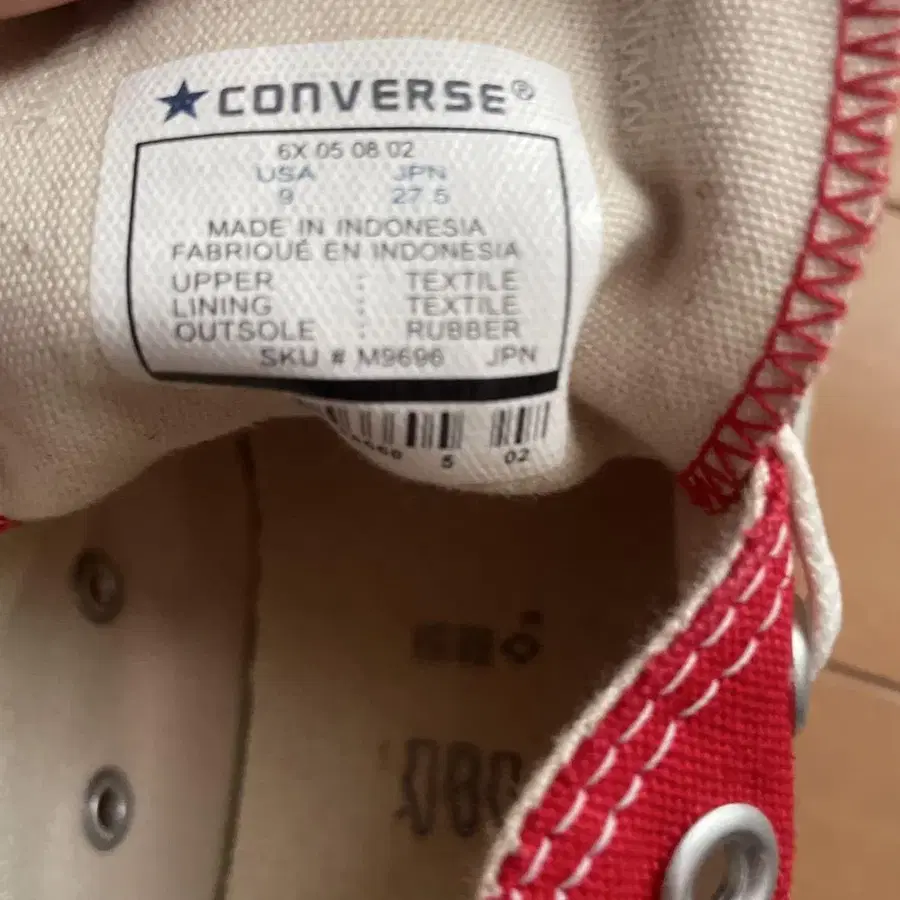 CONVERSE®
6X 05 08 02
USA JPN
9 27.5
MADE IN INDONESIA
FABRIQUÉ EN INDONESIA
UPPER : TEXTILE
LINING : TEXTILE
OUTSOLE : RUBBER
SKU # M9696 JPN
5 02